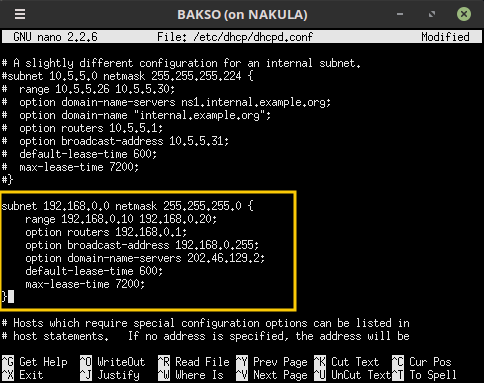 BAKSO (on NAKULA)
GNU nano 2.2.6 File: /etc/dhcp/dhcpd.conf Modified
# A slightly different configuration for an internal subnet.
#subnet 10.5.5.0 netmask 255.255.255.224 {
#  range 10.5.5.26 10.5.5.30;
#  option domain-name-servers ns1.internal.example.org;
#  option domain-name "internal.example.org";
#  option routers 10.5.5.1;
#  option broadcast-address 10.5.5.31;
#  default-lease-time 600;
#  max-lease-time 7200;
#}
subnet 192.168.0.0 netmask 255.255.255.0 {
    range 192.168.0.10 192.168.0.20;
    option routers 192.168.0.1;
    option broadcast-address 192.168.0.255;
    option domain-name-servers 202.46.129.2;
    default-lease-time 600;
    max-lease-time 7200;
}
# Hosts which require special configuration options can be listed in
# host statements.   If no address is specified, the address will be
^G Get Help ^O WriteOut ^R Read File ^Y Prev Page ^K Cut Text ^C Cur Pos
^X Exit ^J Justify ^W Where Is ^V Next Page ^U UnCut Text ^T To Spell